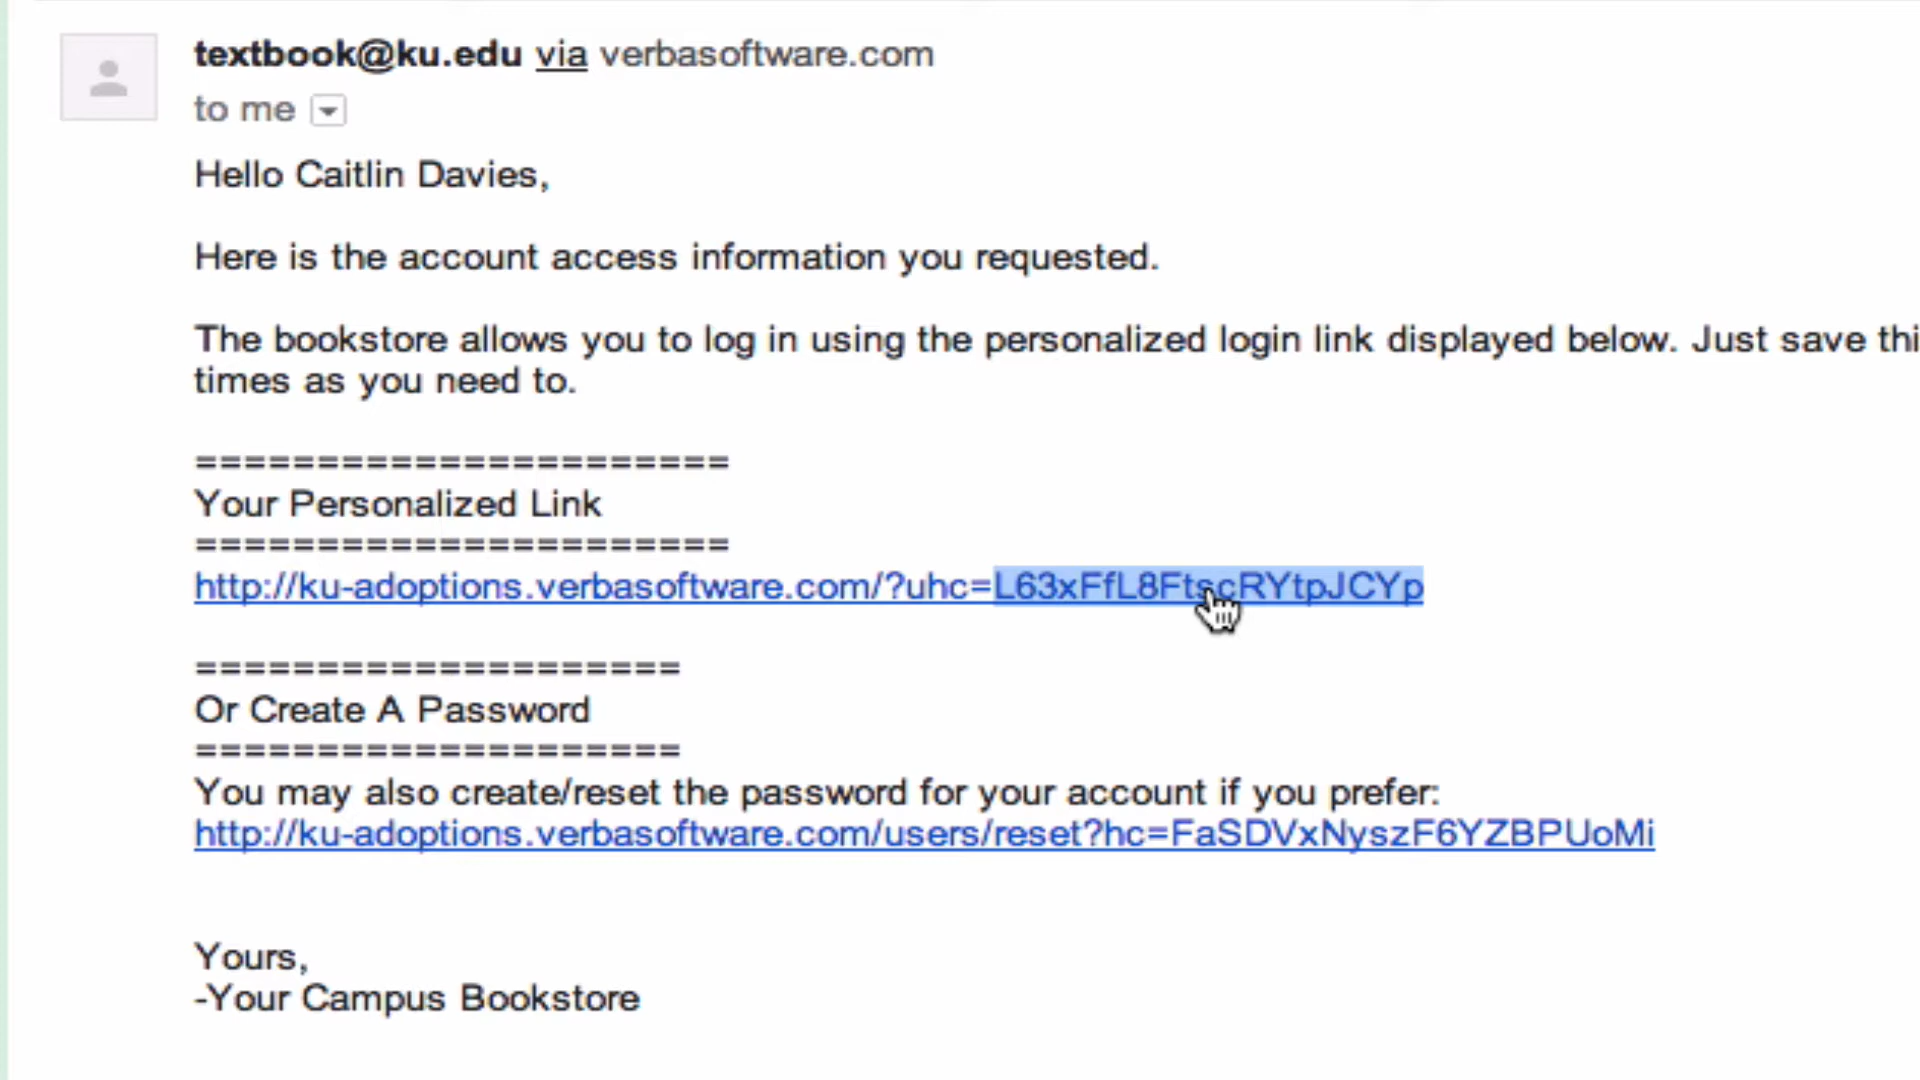 textbook@ku.edu via verbasoftware.com
to me
Hello Caitlin Davies,
Here is the account access information you requested.
The bookstore allows you to log in using the personalized login link displayed below. Just save thi
times as you need to.
======================
Your Personalized Link
======================
http://ku-adoptions.verbasoftware.com/?uhc=L63xFfL8FtscRYtpJCYp
====================
Or Create A Password
====================
You may also create/reset the password for your account if you prefer:
http://ku-adoptions.verbasoftware.com/users/reset?hc=FaSDVxNyszF6YZBPUoMi
Yours,
-Your Campus Bookstore